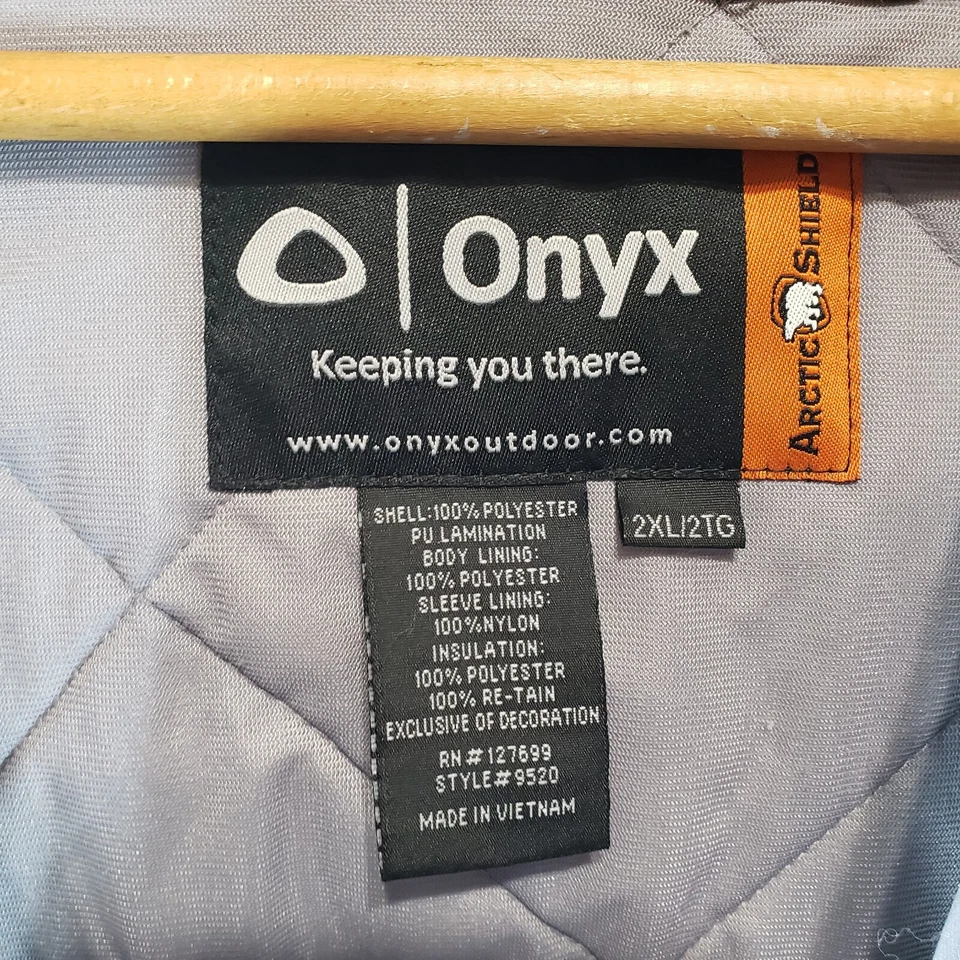 Onyx
Keeping you there.
www.onyxoutdoor.com
ARCTIC SHIELD
2XL/2TG
SHELL:100% POLYESTER
PU LAMINATION
BODY LINING:
100% POLYESTER
SLEEVE LINING:
100%NYLON
INSULATION:
100% POLYESTER
100% RE-TAIN
EXCLUSIVE OF DECORATION
RN#127699
STYLE#9520
MADE IN VIETNAM